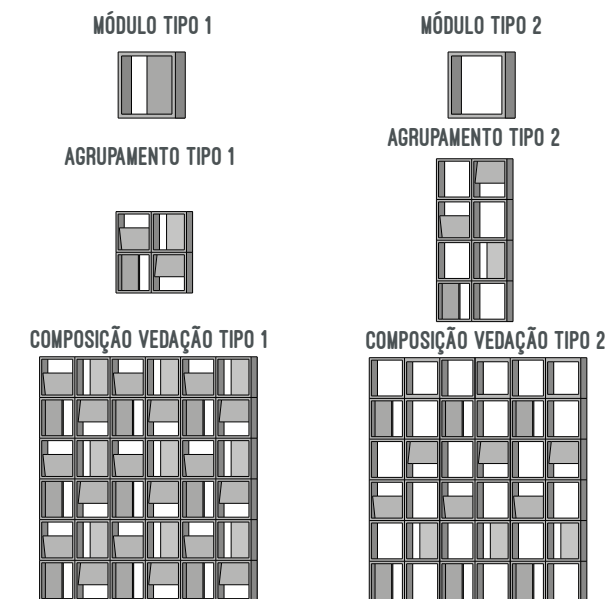 MÓDULO TIPO 1
MÓDULO TIPO 2
AGRUPAMENTO TIPO 1
AGRUPAMENTO TIPO 2
COMPOSIÇÃO VEDAÇÃO TIPO 1
COMPOSIÇÃO VEDAÇÃO TIPO 2